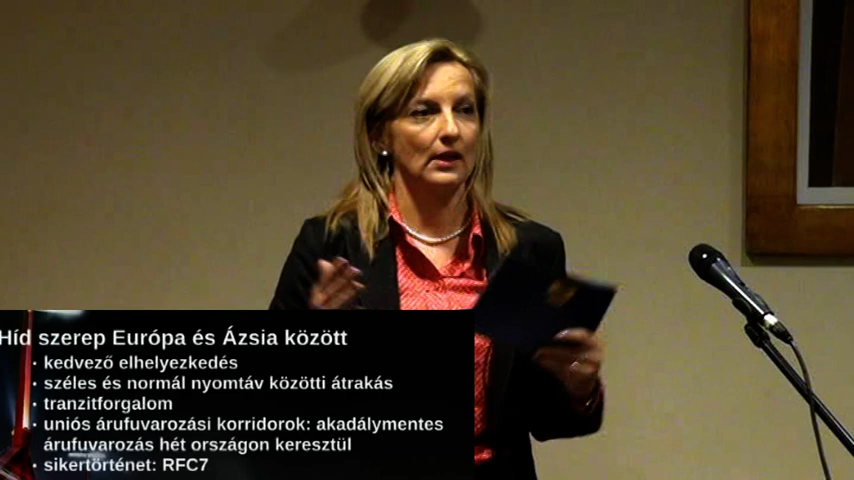 Híd szerep Európa és Ázsia között
· kedvező elhelyezkedés
· széles és normál nyomtáv közötti átrakás
· tranzitforgalom
· uniós árufuvarozási korridorok: akadálymentes
árufuvarozás hét országon keresztül
· sikertörténet: RFC7